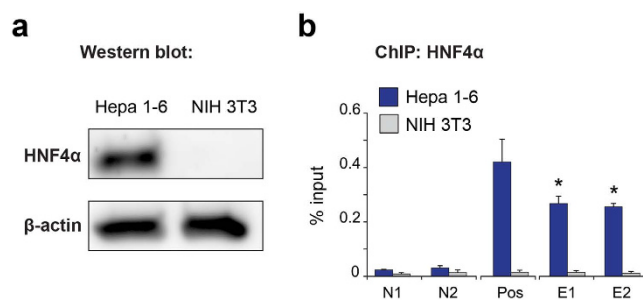 a
Western blot:
Hepa 1-6 NIH 3T3
HNF4α
β-actin
b
ChIP: HNF4α
Hepa 1-6
NIH 3T3
% input
0.6
0.4
0.2
0
* *
N1 N2 Pos E1 E2